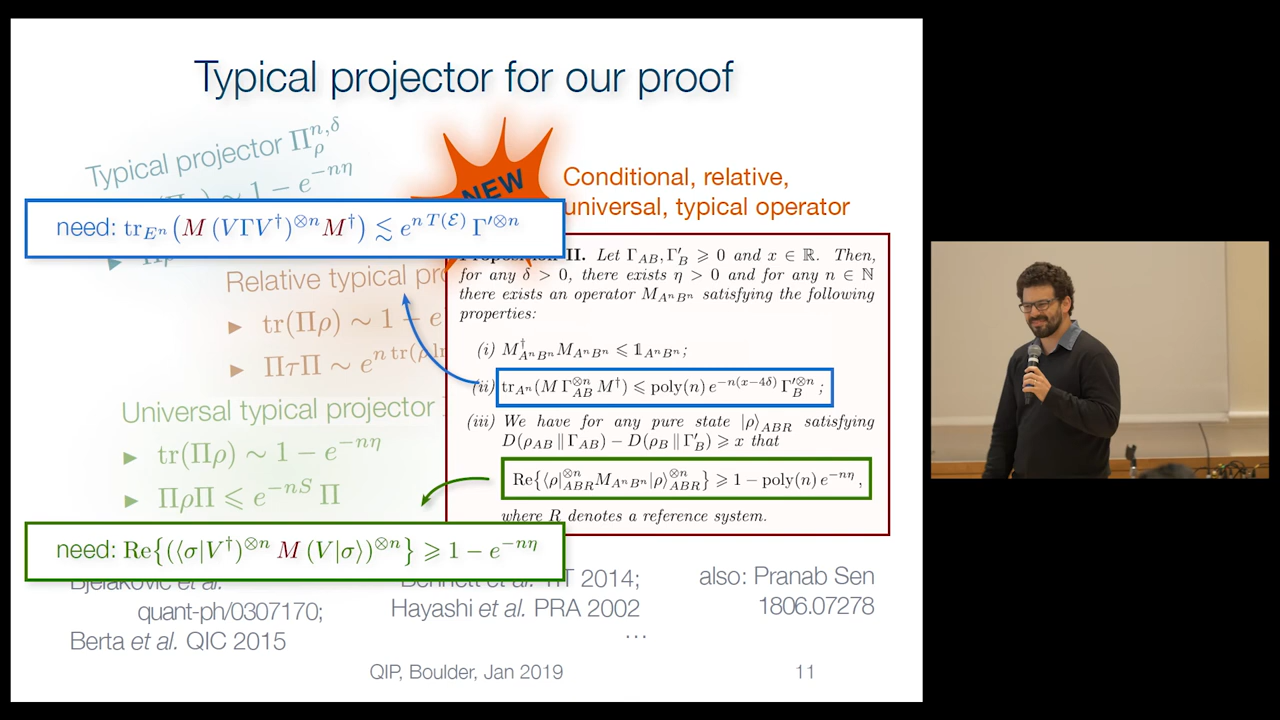 Typical projector for our proof
Typical projector Π_ρ^{n,δ}
1 − e^{−nη}
NEW
Conditional, relative,
universal, typical operator
need: tr_{E^n}(M (VΓV†)^{⊗n} M†) ≲ e^{n T(ℰ)} Γ′^{⊗n}
Relative typical
▸ tr(Πρ) ∼ 1 − e
▸ ΠτΠ ∼ e^{n tr(ρ ln}
Universal typical projector
▸ tr(Πρ) ∼ 1 − e^{−nη}
▸ ΠρΠ ⩽ e^{−nS} Π
II. Let Γ_{AB}, Γ′_B ⩾ 0 and x ∈ ℝ. Then,
for any δ > 0, there exists η > 0 and for any n ∈ ℕ
there exists an operator M_{A^nB^n} satisfying the following
properties:
(i) M†_{A^nB^n} M_{A^nB^n} ⩽ 𝟙_{A^nB^n} ;
(ii) tr_{A^n}(M Γ_{AB}^{⊗n} M†) ⩽ poly(n) e^{−n(x−4δ)} Γ′_B^{⊗n} ;
(iii) We have for any pure state |ρ⟩_{ABR} satisfying
D(ρ_{AB} ‖ Γ_{AB}) − D(ρ_B ‖ Γ′_B) ⩾ x that
Re{⟨ρ|_{ABR}^{⊗n} M_{A^nB^n} |ρ⟩_{ABR}^{⊗n}} ⩾ 1 − poly(n) e^{−nη} ,
where R denotes a reference system.
need: Re{(⟨σ|V†)^{⊗n} M (V|σ⟩)^{⊗n}} ⩾ 1 − e^{−nη}
Bjelakovic et al.
quant-ph/0307170;
Berta et al. QIC 2015
Bennett et al. TIT 2014;
Hayashi et al. PRA 2002
...
also: Pranab Sen
1806.07278
QIP, Boulder, Jan 2019
11